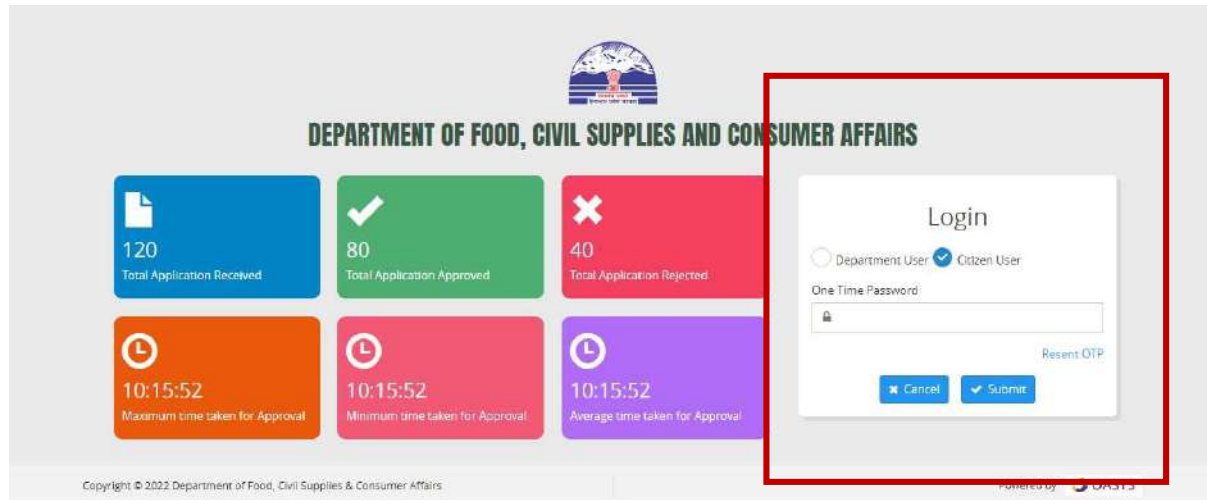 DEPARTMENT OF FOOD, CIVIL SUPPLIES AND CONSUMER AFFAIRS
120
Total Application Received
80
Total Application Approved
40
Total Application Rejected
10:15:52
Maximum time taken for Approval
10:15:52
Minimum time taken for Approval
10:15:52
Average time taken for Approval
Login
Department User Citizen User
One Time Password
Resent OTP
Cancel Submit
Copyright © 2022 Department of Food, Civil Supplies & Consumer Affairs
Powered by OASYS